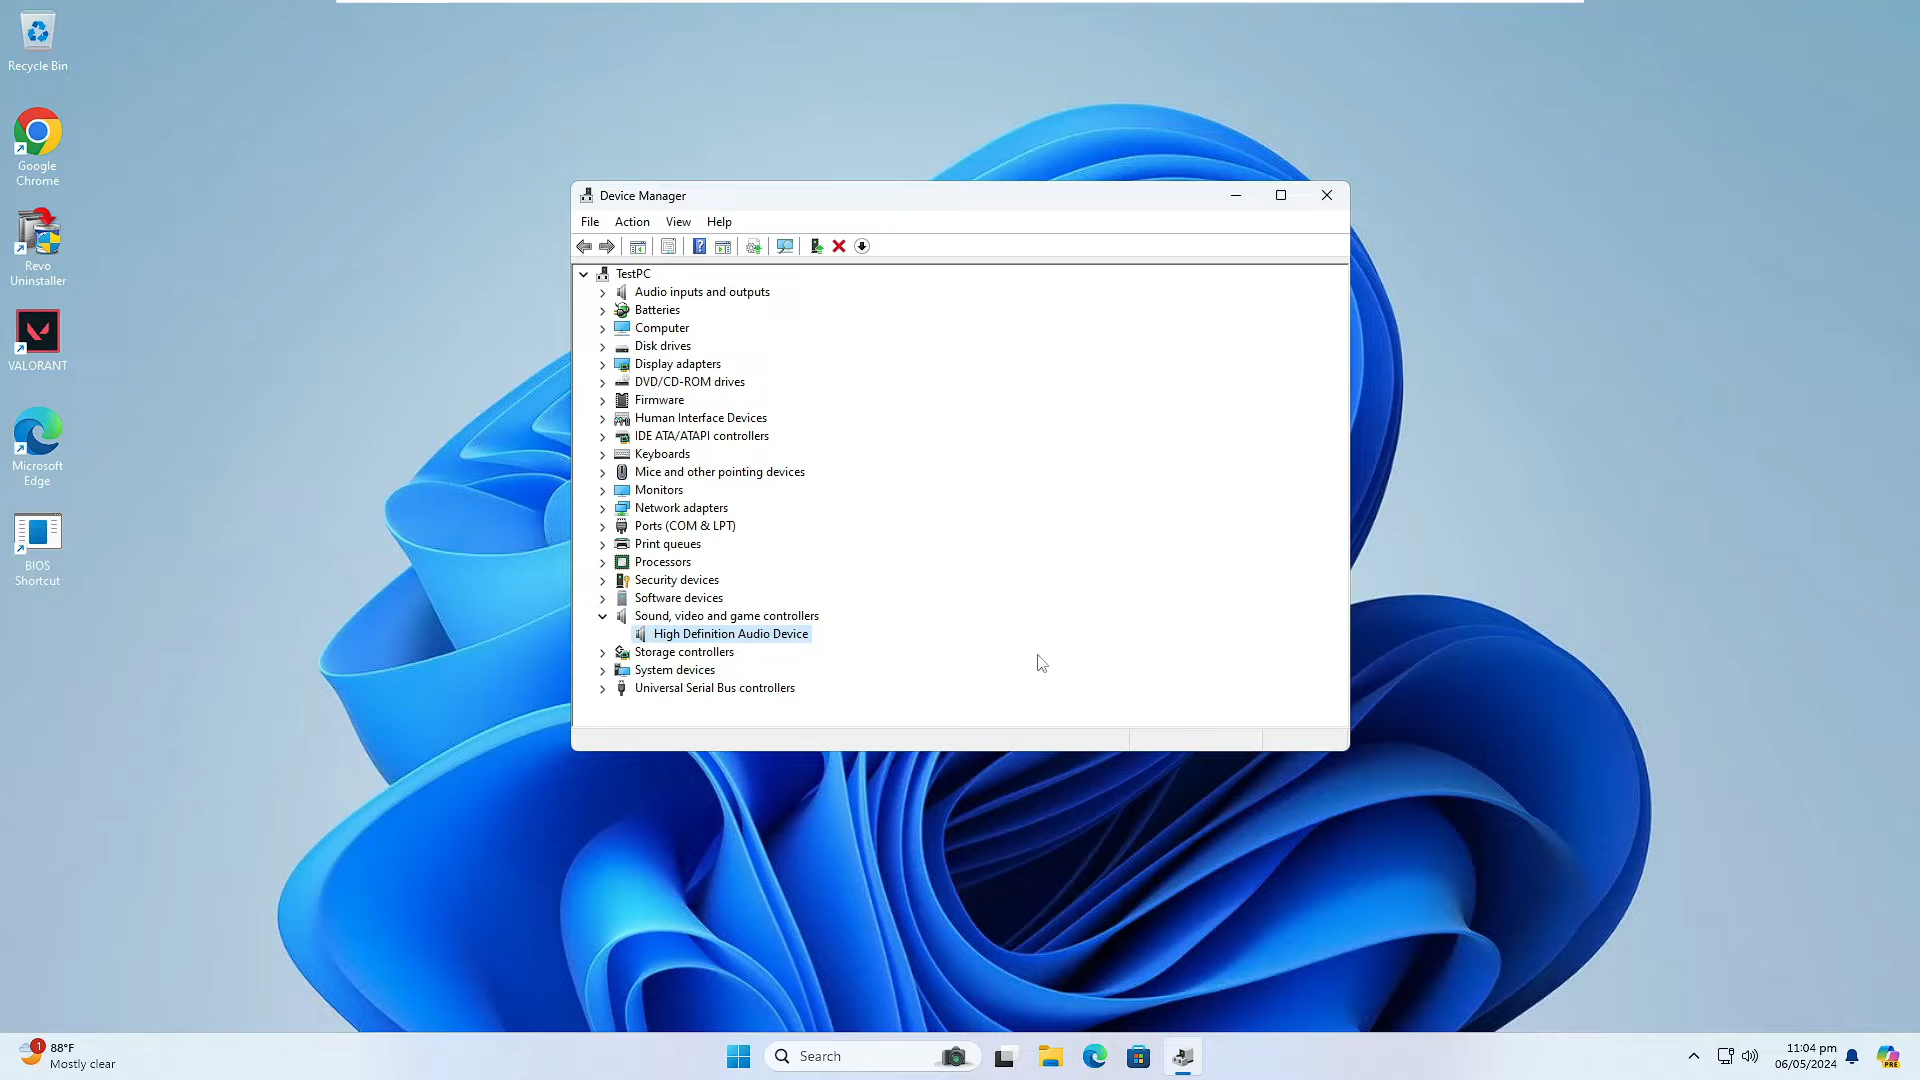 Recycle Bin
Google
Chrome
Revo
Uninstaller
VALORANT
Microsoft
Edge
BIOS
Shortcut
Device Manager
File Action View Help
TestPC
Audio inputs and outputs
Batteries
Computer
Disk drives
Display adapters
DVD/CD-ROM drives
Firmware
Human Interface Devices
IDE ATA/ATAPI controllers
Keyboards
Mice and other pointing devices
Monitors
Network adapters
Ports (COM & LPT)
Print queues
Processors
Security devices
Software devices
Sound, video and game controllers
High Definition Audio Device
Storage controllers
System devices
Universal Serial Bus controllers
1
88°F
Mostly clear
Search
11:04 pm
06/05/2024
PRE